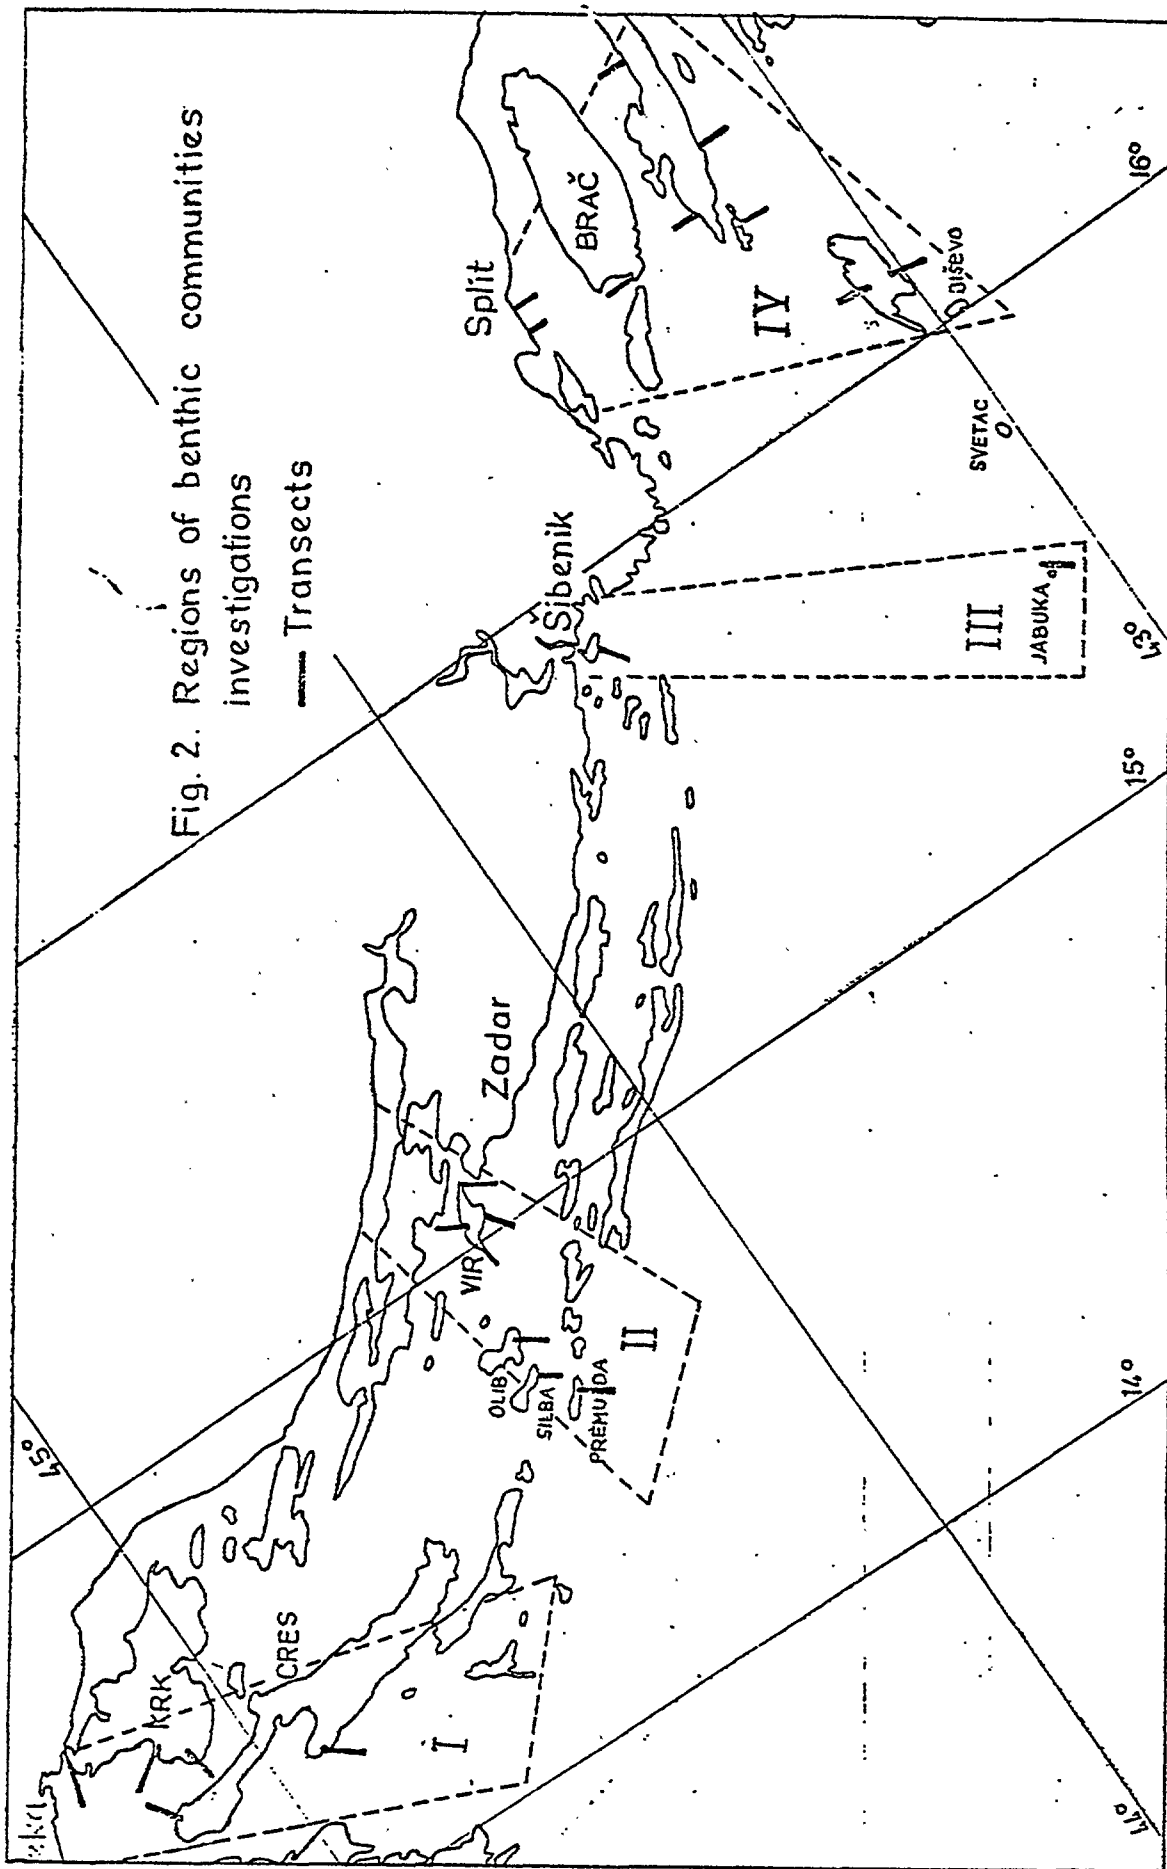 Fig. 2. Regions of benthic communities
investigations
Transects
45°
KRK
CRES
I
OLIB
SILBA
PREMUDA
II
VIR
Zadar
Šibenik
III
JABUKA
Split
BRAČ
IV
SVETAC
BIŠEVO
44°
14°
15°
43°
16°